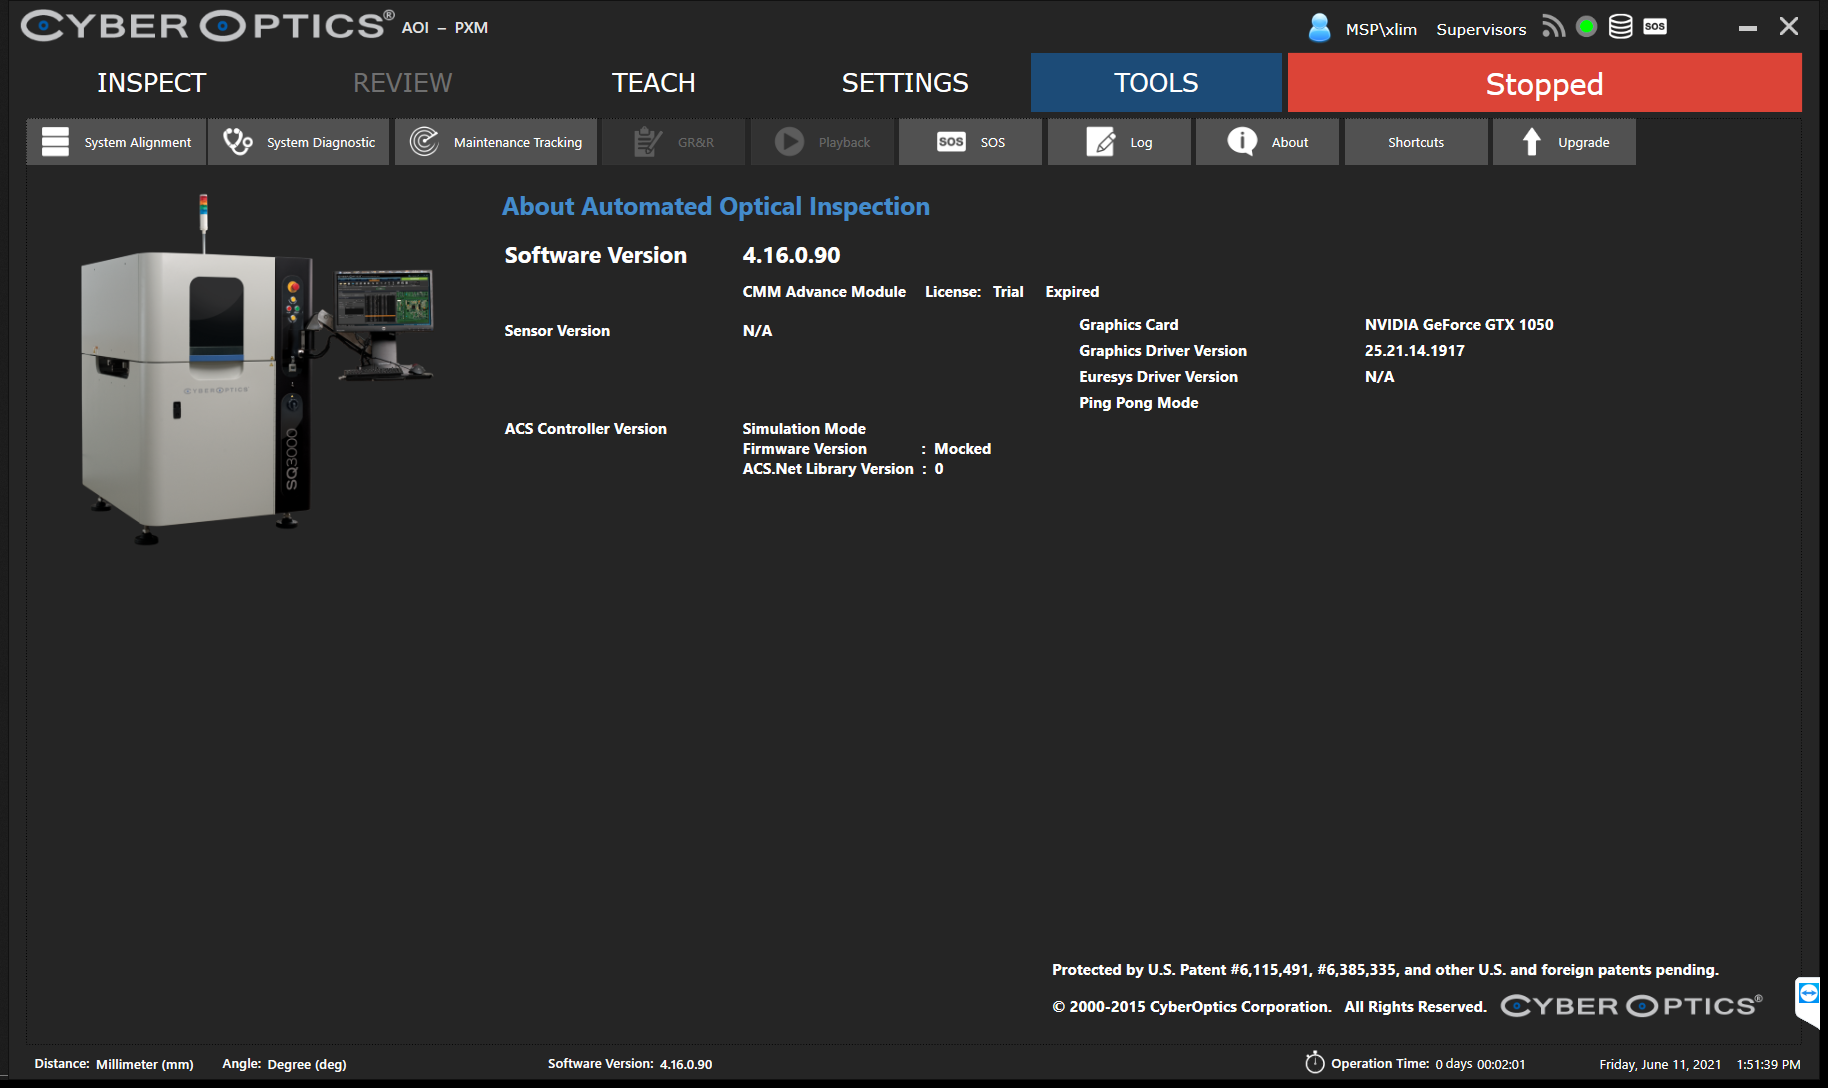 CYBEROPTICS® AOI – PXM
MSP\xlim Supervisors SOS
INSPECT REVIEW TEACH SETTINGS TOOLS Stopped
System Alignment System Diagnostic Maintenance Tracking GR&R Playback SOS SOS Log About Shortcuts Upgrade
About Automated Optical Inspection
Software Version 4.16.0.90
CMM Advance Module License: Trial Expired
Sensor Version N/A
Graphics Card NVIDIA GeForce GTX 1050
Graphics Driver Version 25.21.14.1917
Euresys Driver Version N/A
Ping Pong Mode
ACS Controller Version Simulation Mode
Firmware Version : Mocked
ACS.Net Library Version : 0
CYBEROPTICS
SQ3000
Protected by U.S. Patent #6,115,491, #6,385,335, and other U.S. and foreign patents pending.
© 2000-2015 CyberOptics Corporation. All Rights Reserved. CYBEROPTICS®
Distance: Millimeter (mm) Angle: Degree (deg) Software Version: 4.16.0.90 Operation Time: 0 days 00:02:01 Friday, June 11, 2021 1:51:39 PM